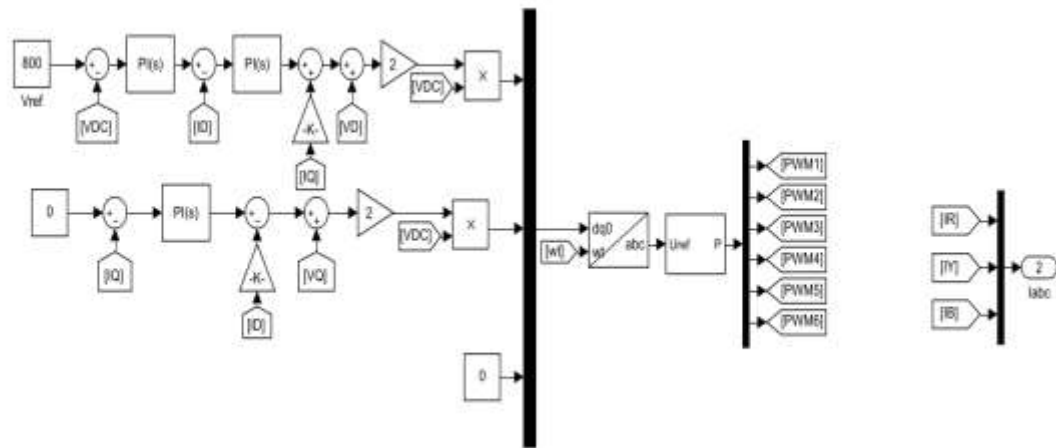 800
Vref
PI(s)
PI(s)
2
X
[VDC]
[VDC]
[ID]
-K-
[VD]
[IQ]
0
PI(s)
2
X
[VDC]
[IQ]
-K-
[VQ]
[ID]
0
[wt]
dq0
wt
abc
Uref
P
[PWM1]
[PWM2]
[PWM3]
[PWM4]
[PWM5]
[PWM6]
[IR]
[IY]
[IB]
2
Iabc